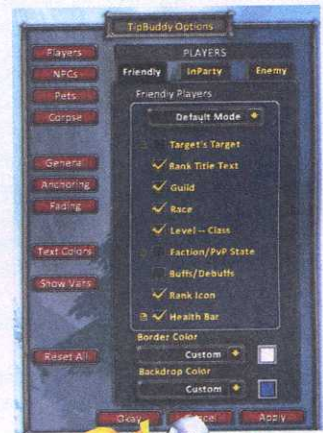 TipBuddy Options
Players
NPCs
Pets
Corpse
General
Anchoring
Fading
Text Colors
Show Vars
Reset All
PLAYERS
Friendly InParty Enemy
Friendly Players
Default Mode
Target's Target
Rank Title Text
Guild
Race
Level -- Class
Faction/PvP State
Buffs/Debuffs
Rank Icon
Health Bar
Border Color
Custom
Backdrop Color
Custom
Okay Cancel Apply